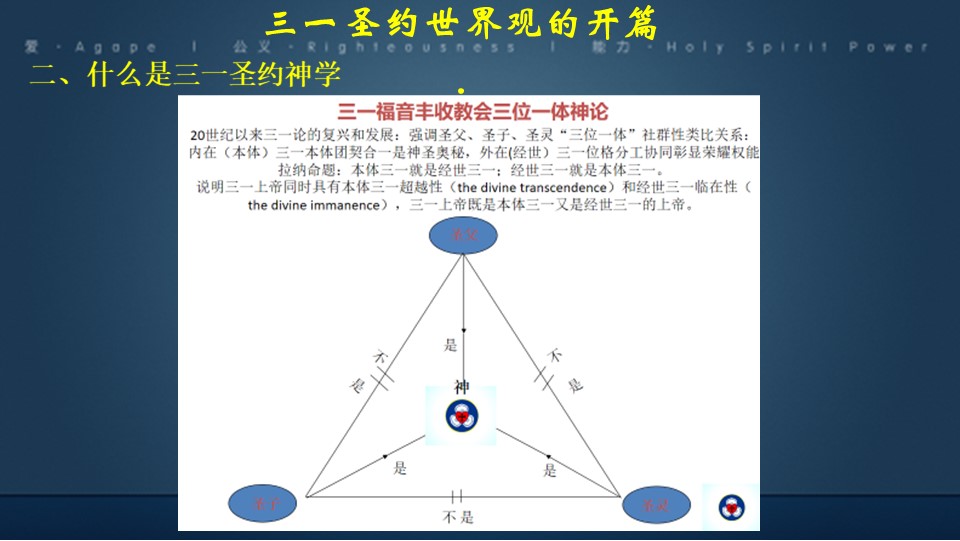 三一圣约世界观的开篇
爱 - Agape | 公义 - Righteousness | 能力 - Holy Spirit Power
二、什么是三一圣约神学
三一福音丰收教会三位一体神论
20世纪以来三一论的复兴和发展：强调圣父、圣子、圣灵“三位一体”社群性类比关系：
内在（本体）三一本体团契合一是神圣奥秘，外在(经世）三一位格分工协同彰显荣耀权能
拉纳命题：本体三一就是经世三一；经世三一就是本体三一。
说明三一上帝同时具有本体三一超越性（the divine transcendence）和经世三一临在性（
the divine immanence），三一上帝既是本体三一又是经世三一的上帝。
圣父
是
不是
不是
神
是
是
圣子
不是
圣灵